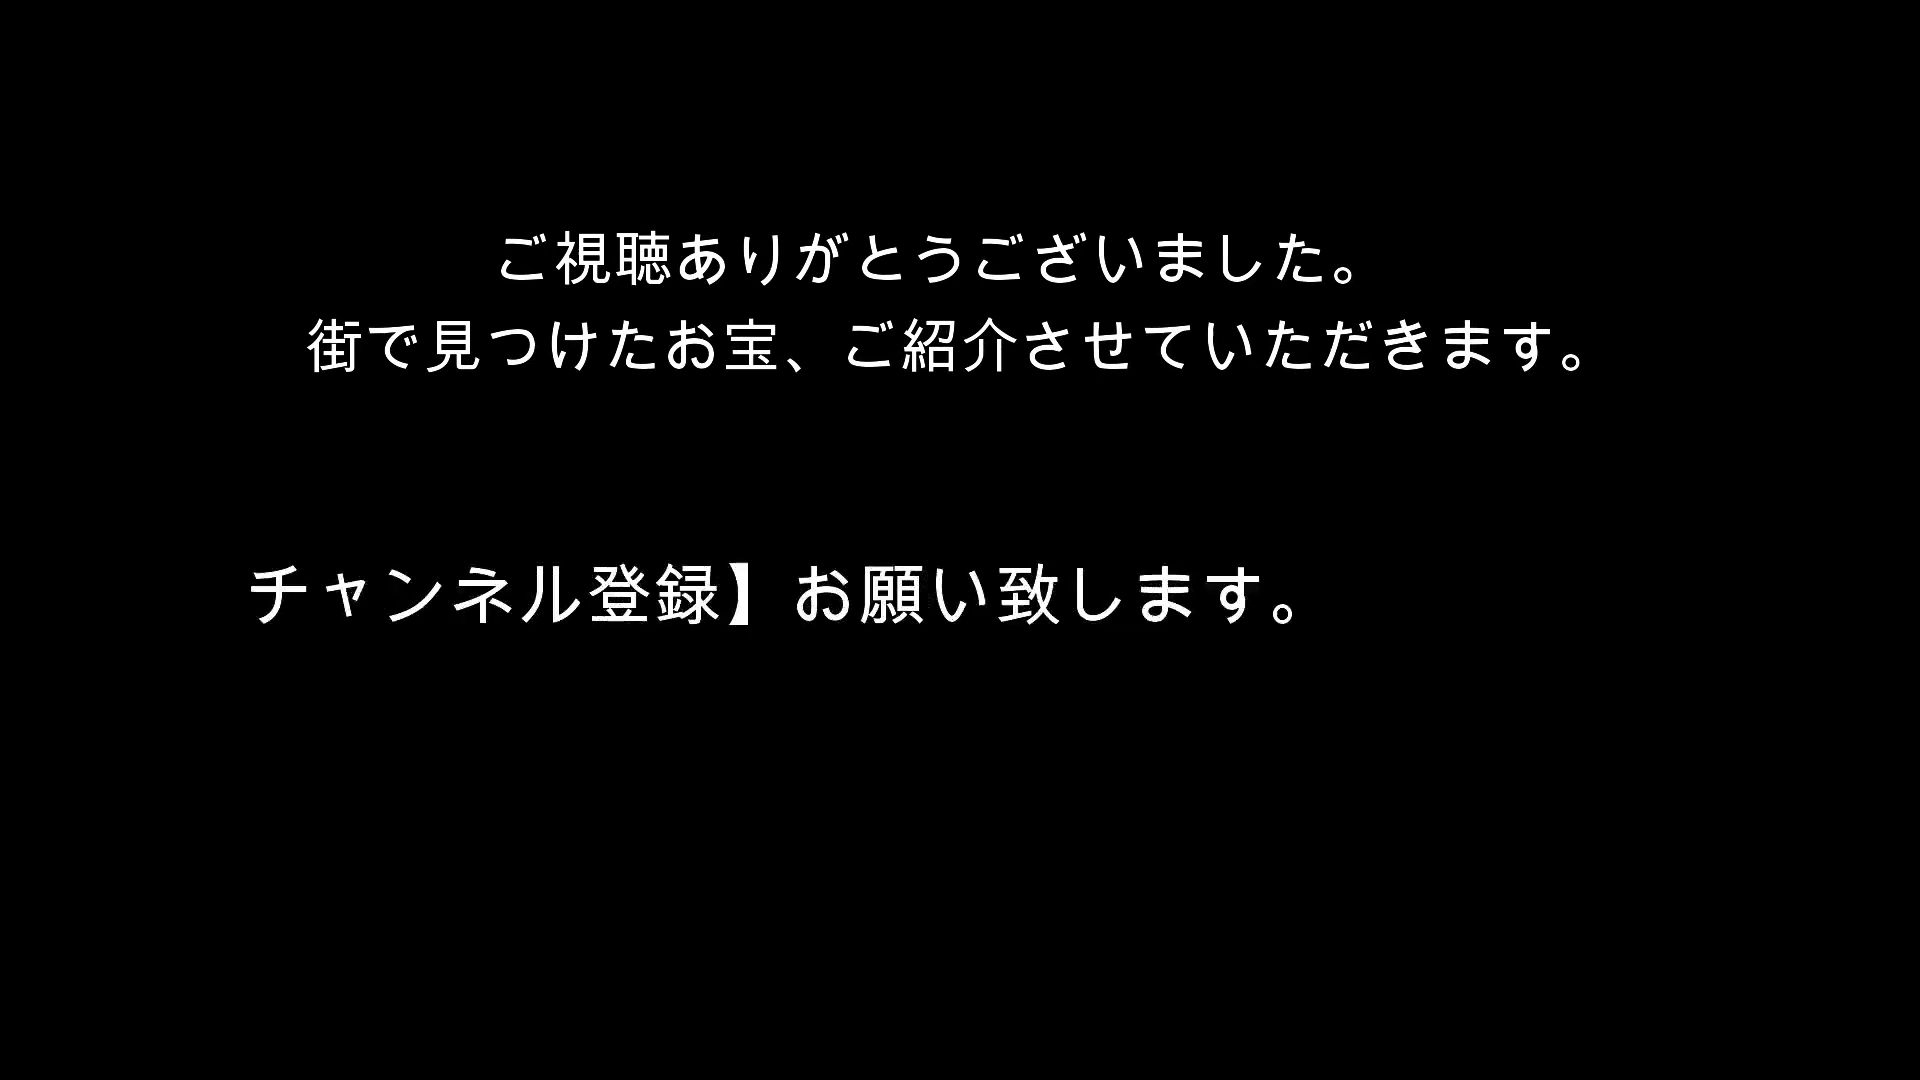 ご視聴ありがとうございました。
街で見つけたお宝、ご紹介させていただきます。
チャンネル登録】お願い致します。